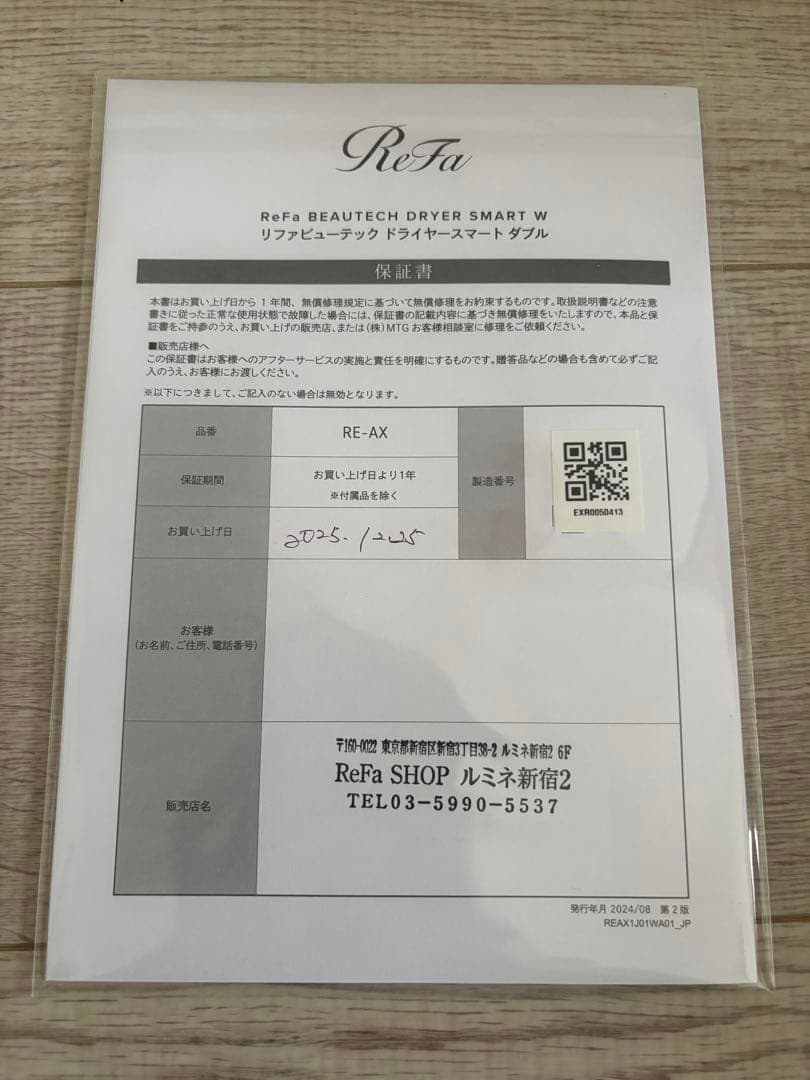 ReFa
ReFa BEAUTECH DRYER SMART W
リファビューテック ドライヤースマート ダブル
保証書
本書はお買い上げ日から 1 年間、無償修理規定に基づいて無償修理をお約束するものです。取扱説明書などの注意
書きに従った正常な使用状態で故障した場合には、保証書の記載内容に基づき無償修理をいたしますので、本品と保
証書をご持参のうえ、お買い上げの販売店、または(株)MTG お客様相談室に修理をご依頼ください。
■販売店様へ
この保証書はお客様へのアフターサービスの実施と責任を明確にするものです。贈答品などの場合も含めて必ずご記
入のうえ、お客様にお渡しください。
※以下につきまして、ご記入のない場合は無効となります。
品番
RE-AX
保証期間
お買い上げ日より1年
※付属品を除く
製造番号
EXR0050413
お買い上げ日
2025.12.25
お客様
(お名前、ご住所、電話番号)
販売店名
〒160-0022 東京都新宿区新宿3丁目38-2 ルミネ新宿2 6F
ReFa SHOP ルミネ新宿2
TEL03-5990-5537
発行年月 2024/08 第2版
REAX1J01WA01_JP